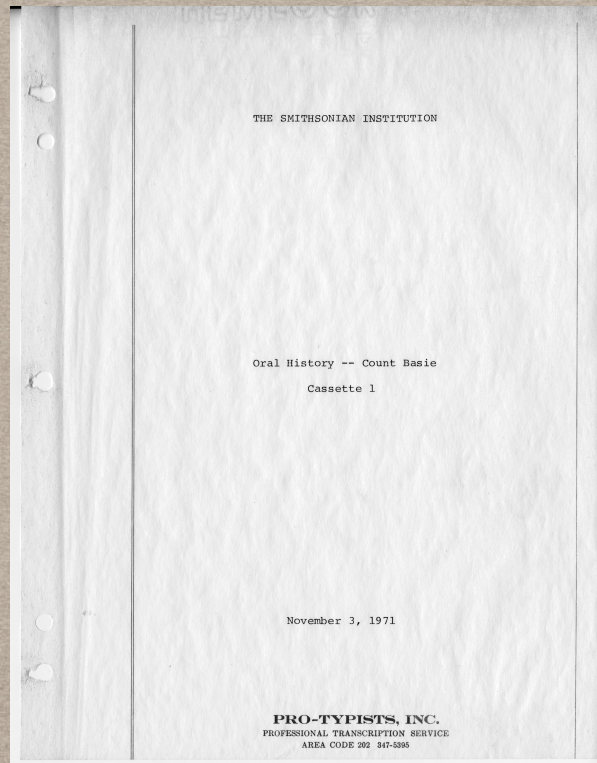 THE SMITHSONIAN INSTITUTION
Oral History -- Count Basie
Cassette 1
November 3, 1971
PRO-TYPISTS, INC.
PROFESSIONAL TRANSCRIPTION SERVICE
AREA CODE 202 347-5395